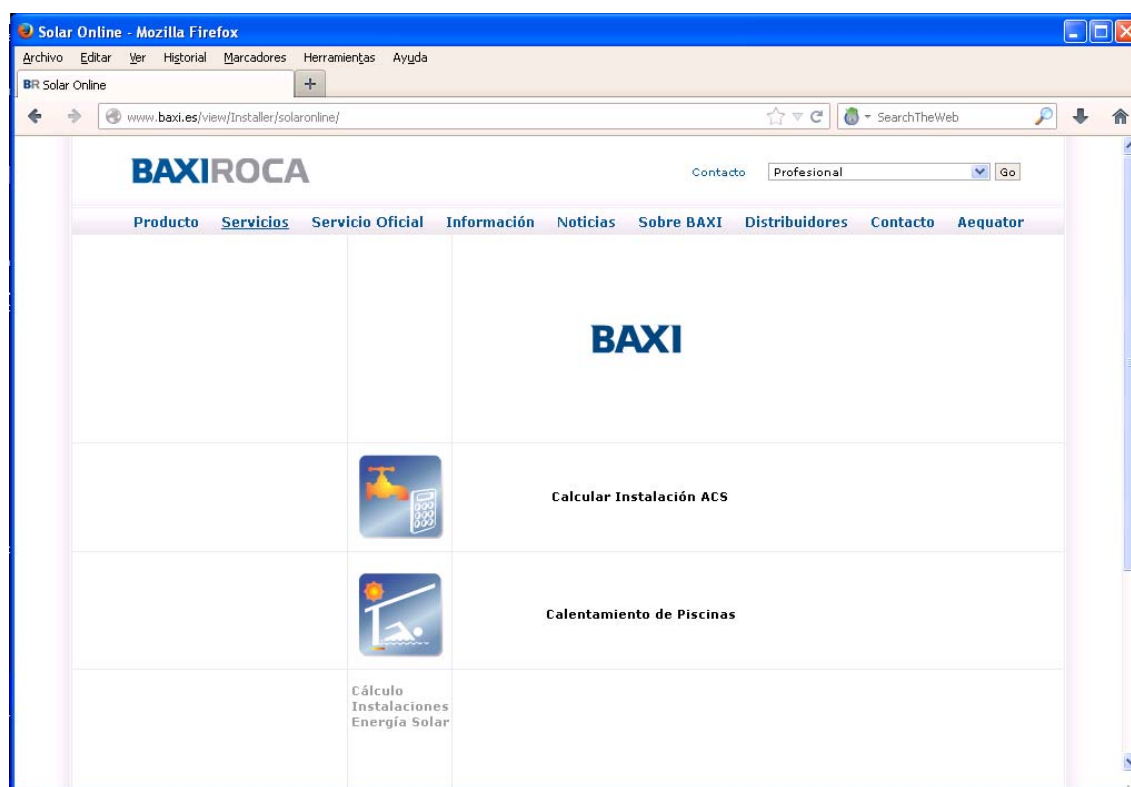 Solar Online - Mozilla Firefox
Archivo Editar Ver Historial Marcadores Herramientas Ayuda
BR Solar Online +
www.baxi.es/view/Installer/solaronline/ SearchTheWeb
BAXIROCA Contacto Profesional Go
Producto Servicios Servicio Oficial Información Noticias Sobre BAXI Distribuidores Contacto Aequator
BAXI
Calcular Instalación ACS
Calentamiento de Piscinas
Cálculo
Instalaciones
Energía Solar